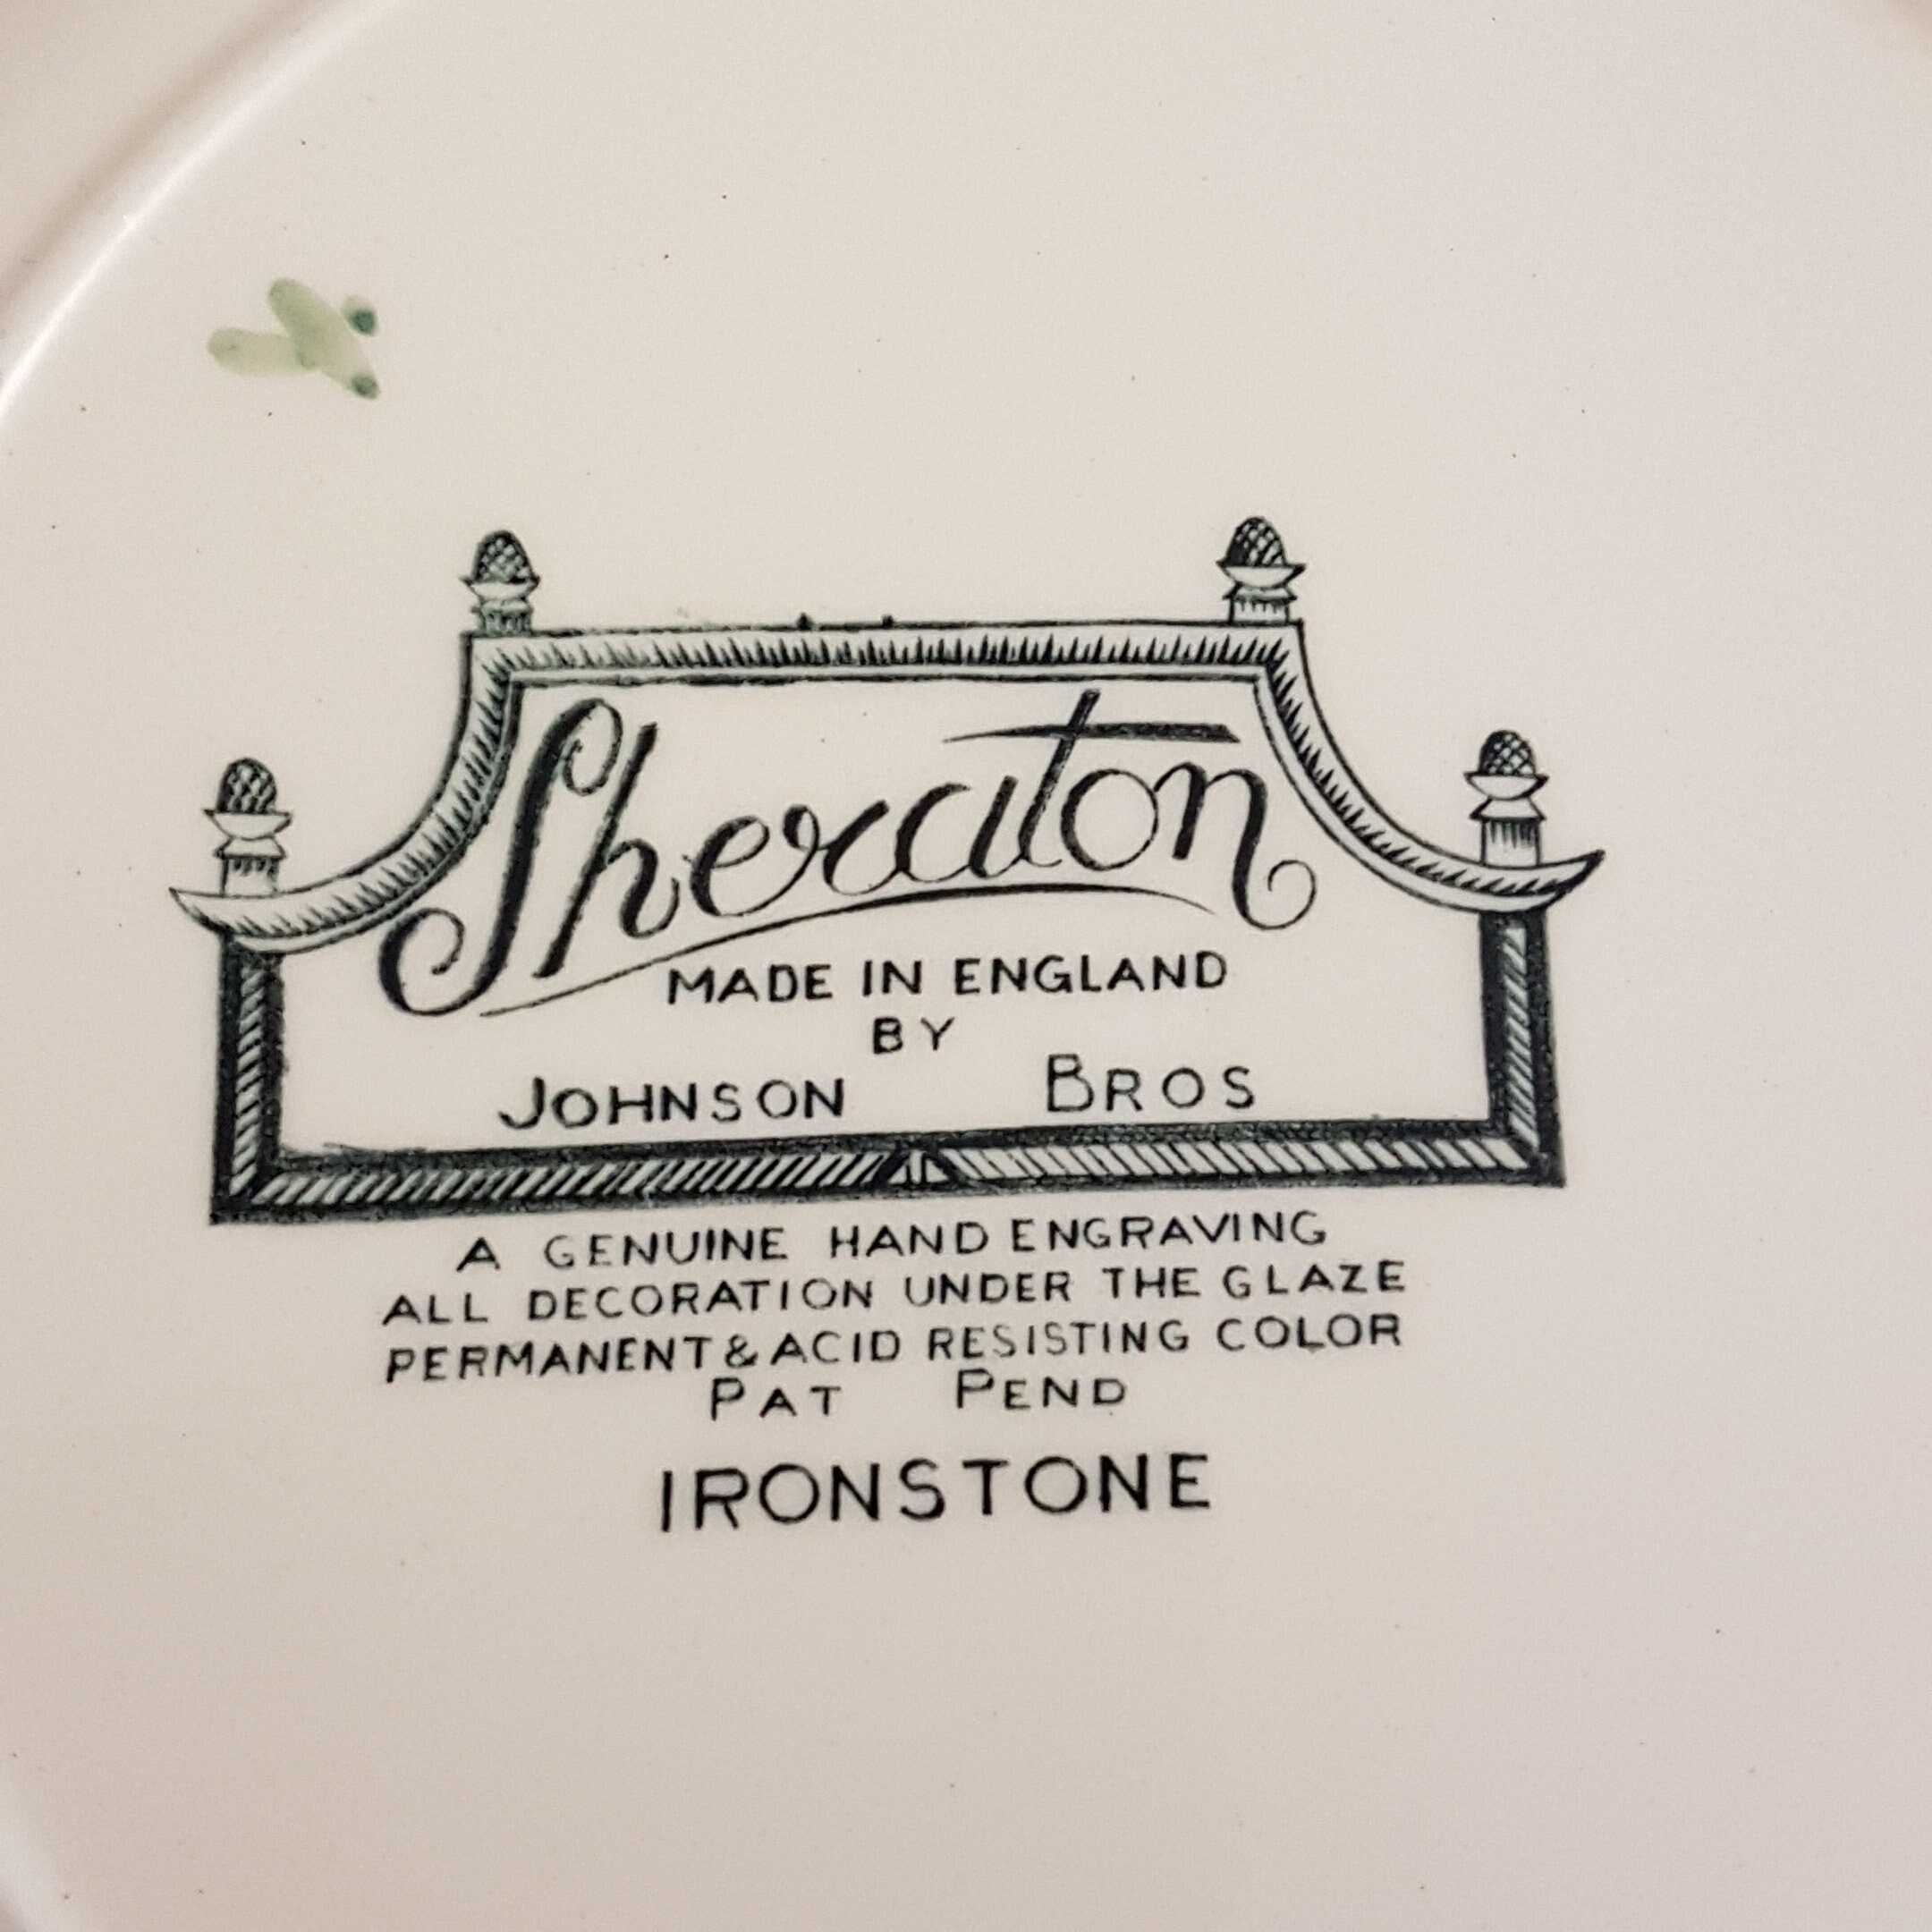 Sheraton
MADE IN ENGLAND
BY
JOHNSON BROS
A GENUINE HAND ENGRAVING
ALL DECORATION UNDER THE GLAZE
PERMANENT & ACID RESISTING COLOR
PAT PEND
IRONSTONE